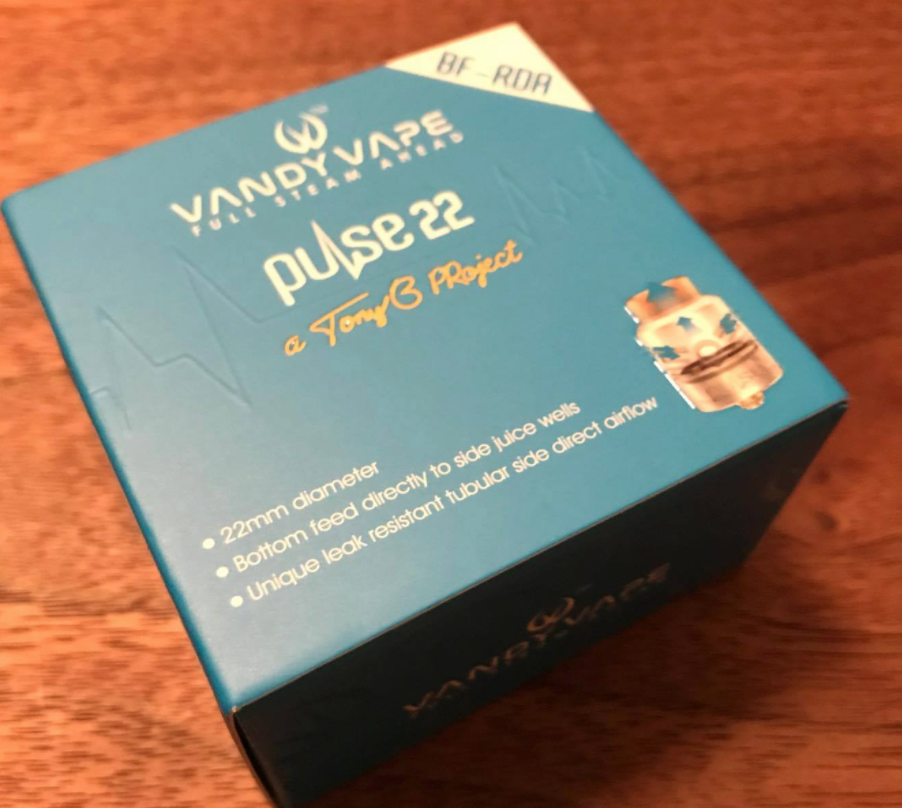 BF-RDA
VANDY VAPE
FULL STEAM AHEAD
pulse 22
a Tony B PRoject
• 22mm diameter
• Bottom feed directly to side juice wells
• Unique leak resistant tubular side direct airflow
VANDY VAPE